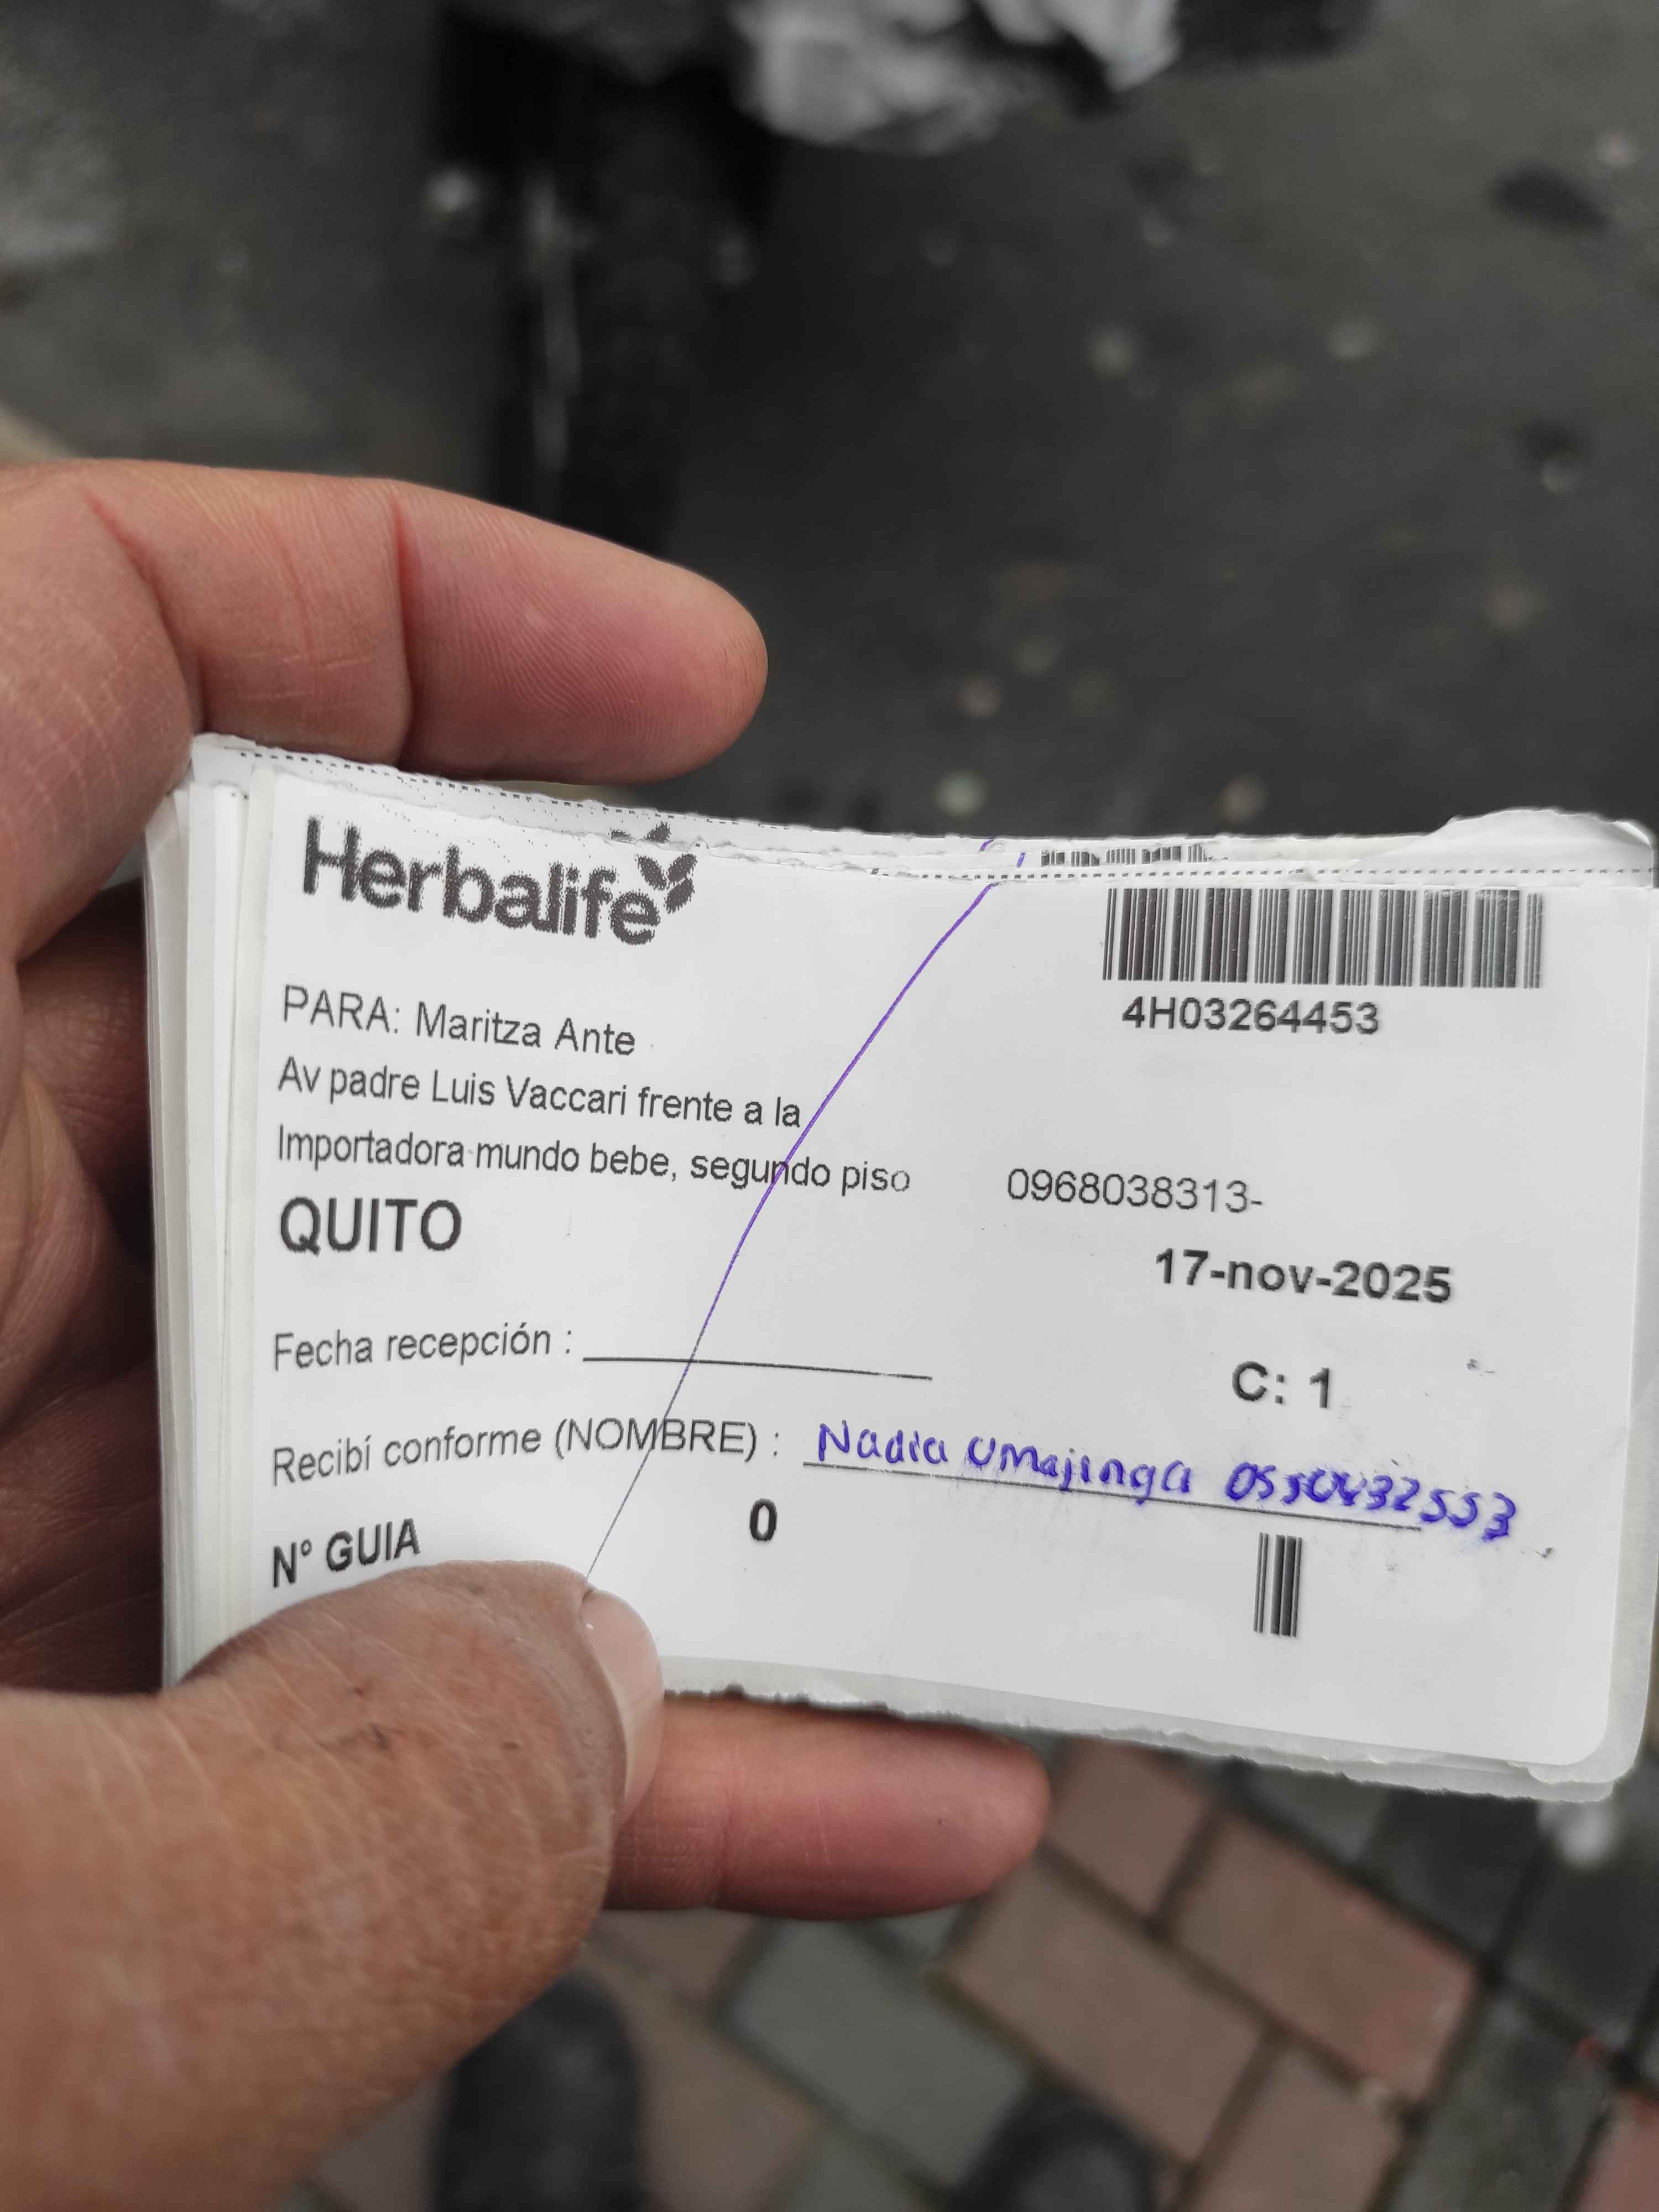 Herbalife
4H03264453
PARA: Maritza Ante
Av padre Luis Vaccari frente a la
Importadora mundo bebe, segundo piso
0968038313-
QUITO
17-nov-2025
Fecha recepción :
C: 1
Recibí conforme (NOMBRE) : Nadia Umajinga
N° GUIA 0